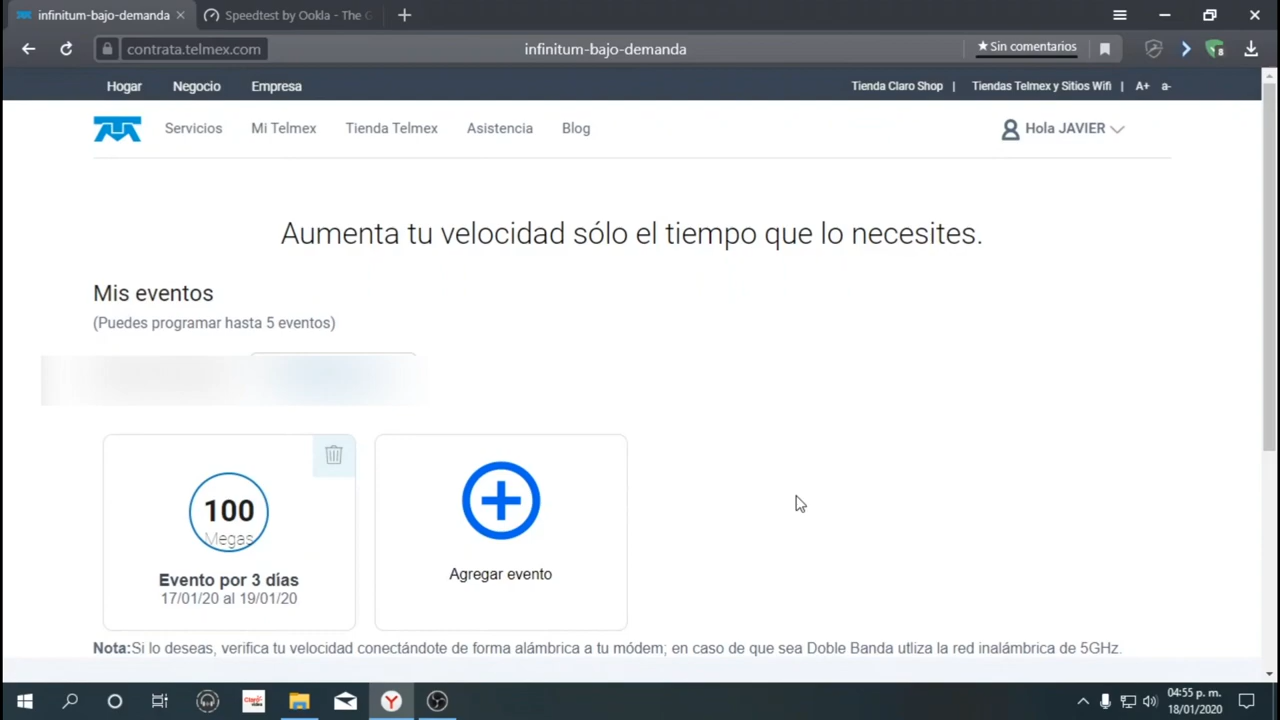 infinitum-bajo-demanda
Speedtest by Ookla - The G
contrata.telmex.com
infinitum-bajo-demanda
★Sin comentarios
8
Hogar
Negocio
Empresa
Tienda Claro Shop |
Tiendas Telmex y Sitios Wifi |
A+
a-
Servicios
Mi Telmex
Tienda Telmex
Asistencia
Blog
Hola JAVIER
Aumenta tu velocidad sólo el tiempo que lo necesites.
Mis eventos
(Puedes programar hasta 5 eventos)
100
Megas
Evento por 3 días
17/01/20 al 19/01/20
Agregar evento
Nota:Si lo deseas, verifica tu velocidad conectándote de forma alámbrica a tu módem; en caso de que sea Doble Banda utliza la red inalámbrica de 5GHz.
Claro
video
04:55 p. m.
18/01/2020